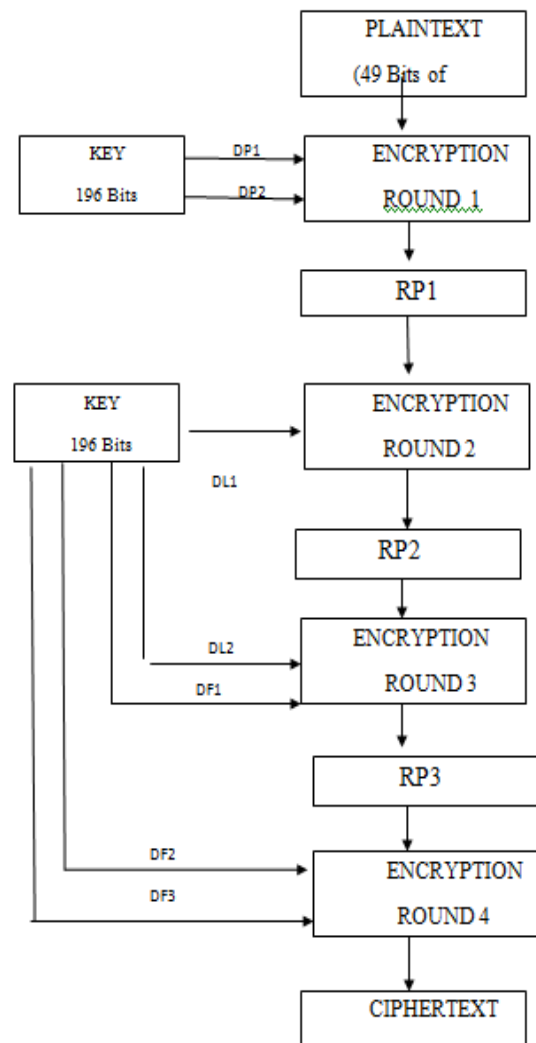 PLAINTEXT
(49 Bits of
KEY
196 Bits
DP1
DP2
ENCRYPTION
ROUND 1
RP1
KEY
196 Bits
DL1
ENCRYPTION
ROUND 2
RP2
DL2
DF1
ENCRYPTION
ROUND 3
RP3
DF2
DF3
ENCRYPTION
ROUND 4
CIPHERTEXT